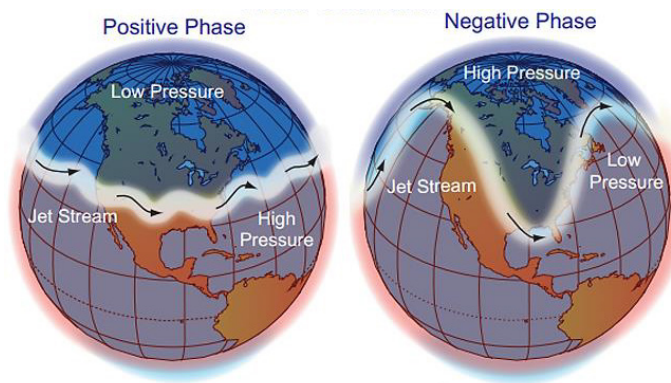 Positive Phase
Low Pressure
Jet Stream
High
Pressure
Negative Phase
High Pressure
Jet Stream
Low
Pressure